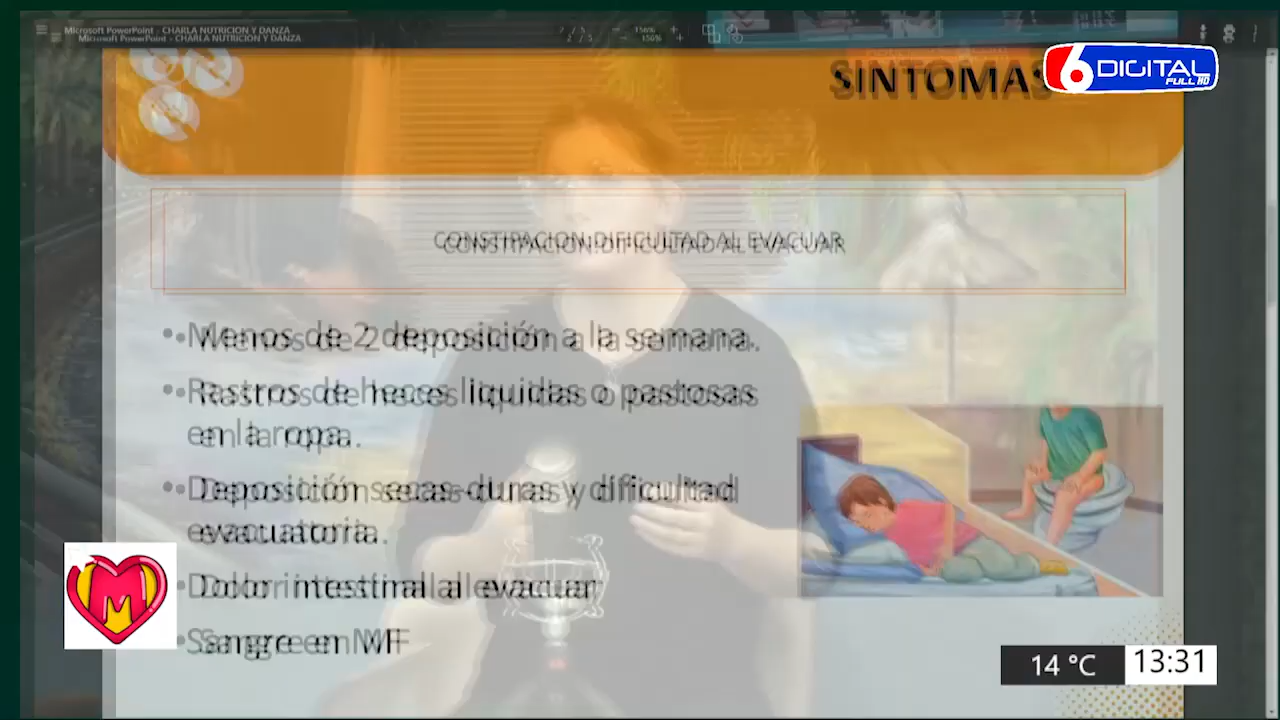 Microsoft PowerPoint - CHARLA NUTRICION Y DANZA
156%
6 DIGITAL
FULL HD
SINTOMAS
CONSTIPACION:DIFICULTAD AL EVACUAR
• Menos de 2 deposición a la semana.
• Rastros de heces liquidas o pastosas
en la ropa.
• Deposición secas-duras y dificultad
evacuatoria.
• Dolor intestinal al evacuar
• Sangre en MF
M
14 °C
13:31